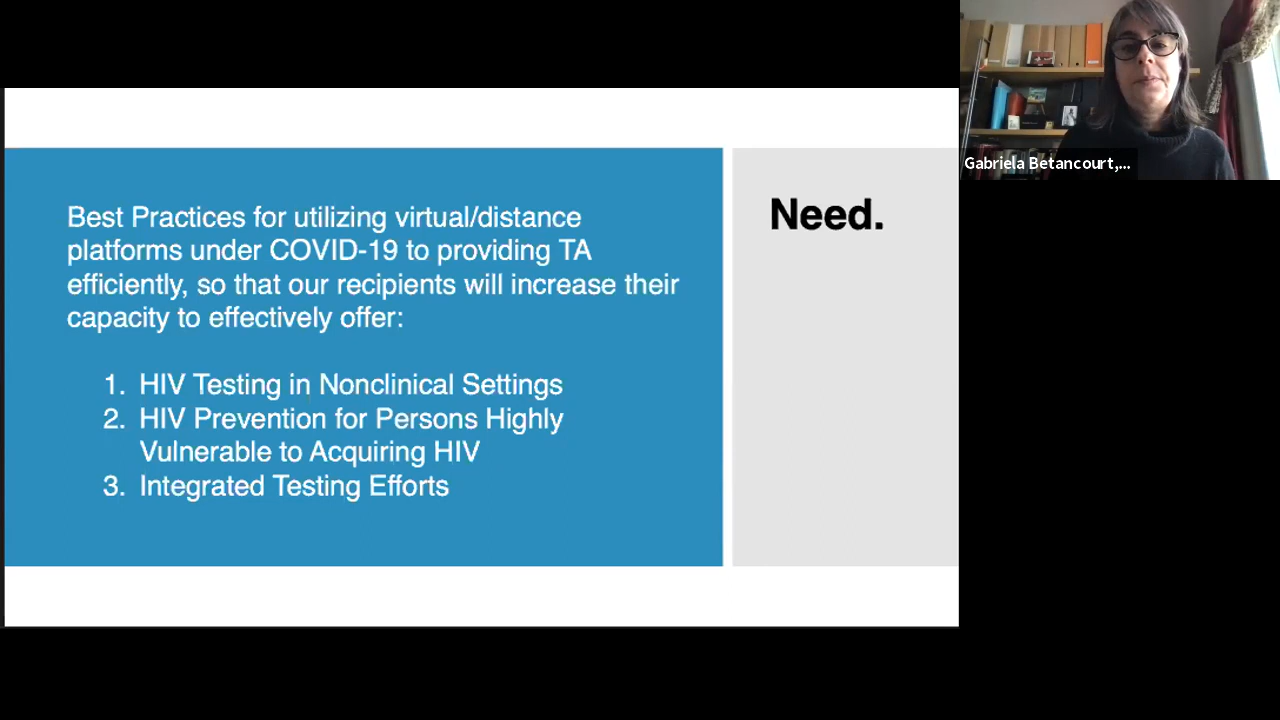 Best Practices for utilizing virtual/distance
platforms under COVID-19 to providing TA
efficiently, so that our recipients will increase their
capacity to effectively offer:
1. HIV Testing in Nonclinical Settings
2. HIV Prevention for Persons Highly
Vulnerable to Acquiring HIV
3. Integrated Testing Efforts
Need.
Gabriela Betancourt,...